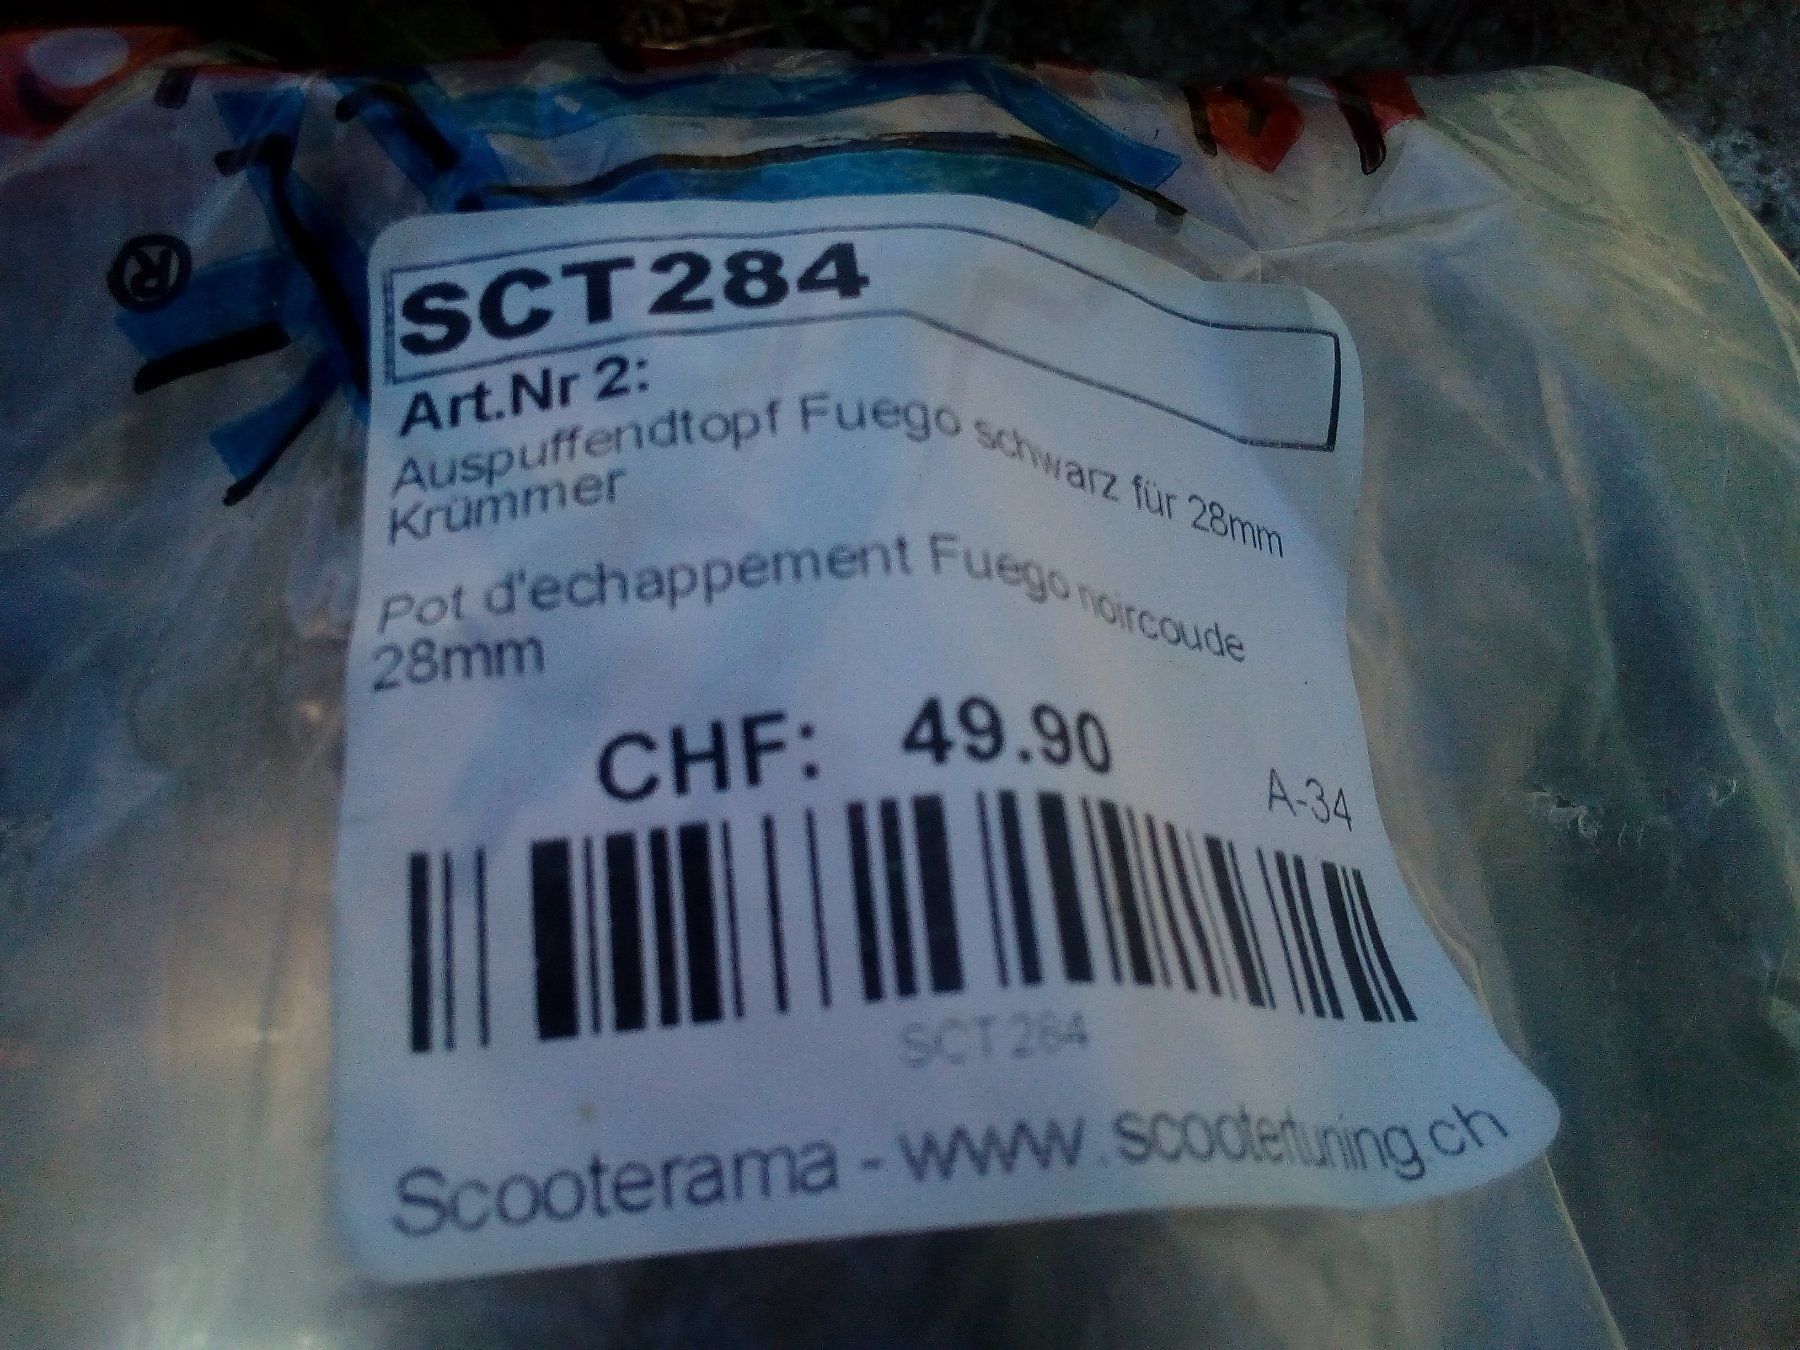 ®
SCT284
Art.Nr 2:
Auspuffendtopf Fuego schwarz für 28mm
Krümmer
Pot d'echappement Fuego noircoude
28mm
CHF: 49.90
A-34
SCT284
Scooterama - www.scootertuning.ch